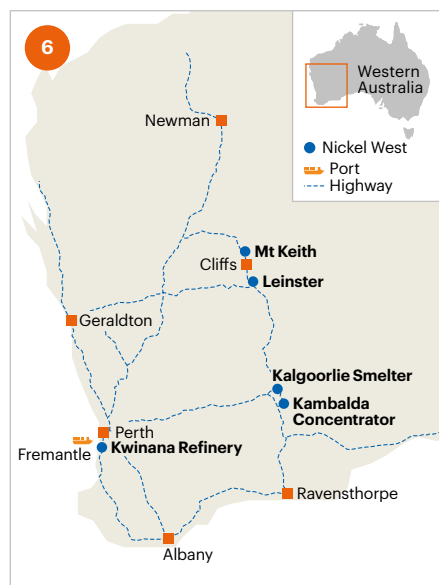 6
Western
Australia
Nickel West
Port
Highway
Newman
Mt Keith
Cliffs
Leinster
Geraldton
Kalgoorlie Smelter
Kambalda
Concentrator
Perth
Fremantle
Kwinana Refinery
Ravensthorpe
Albany